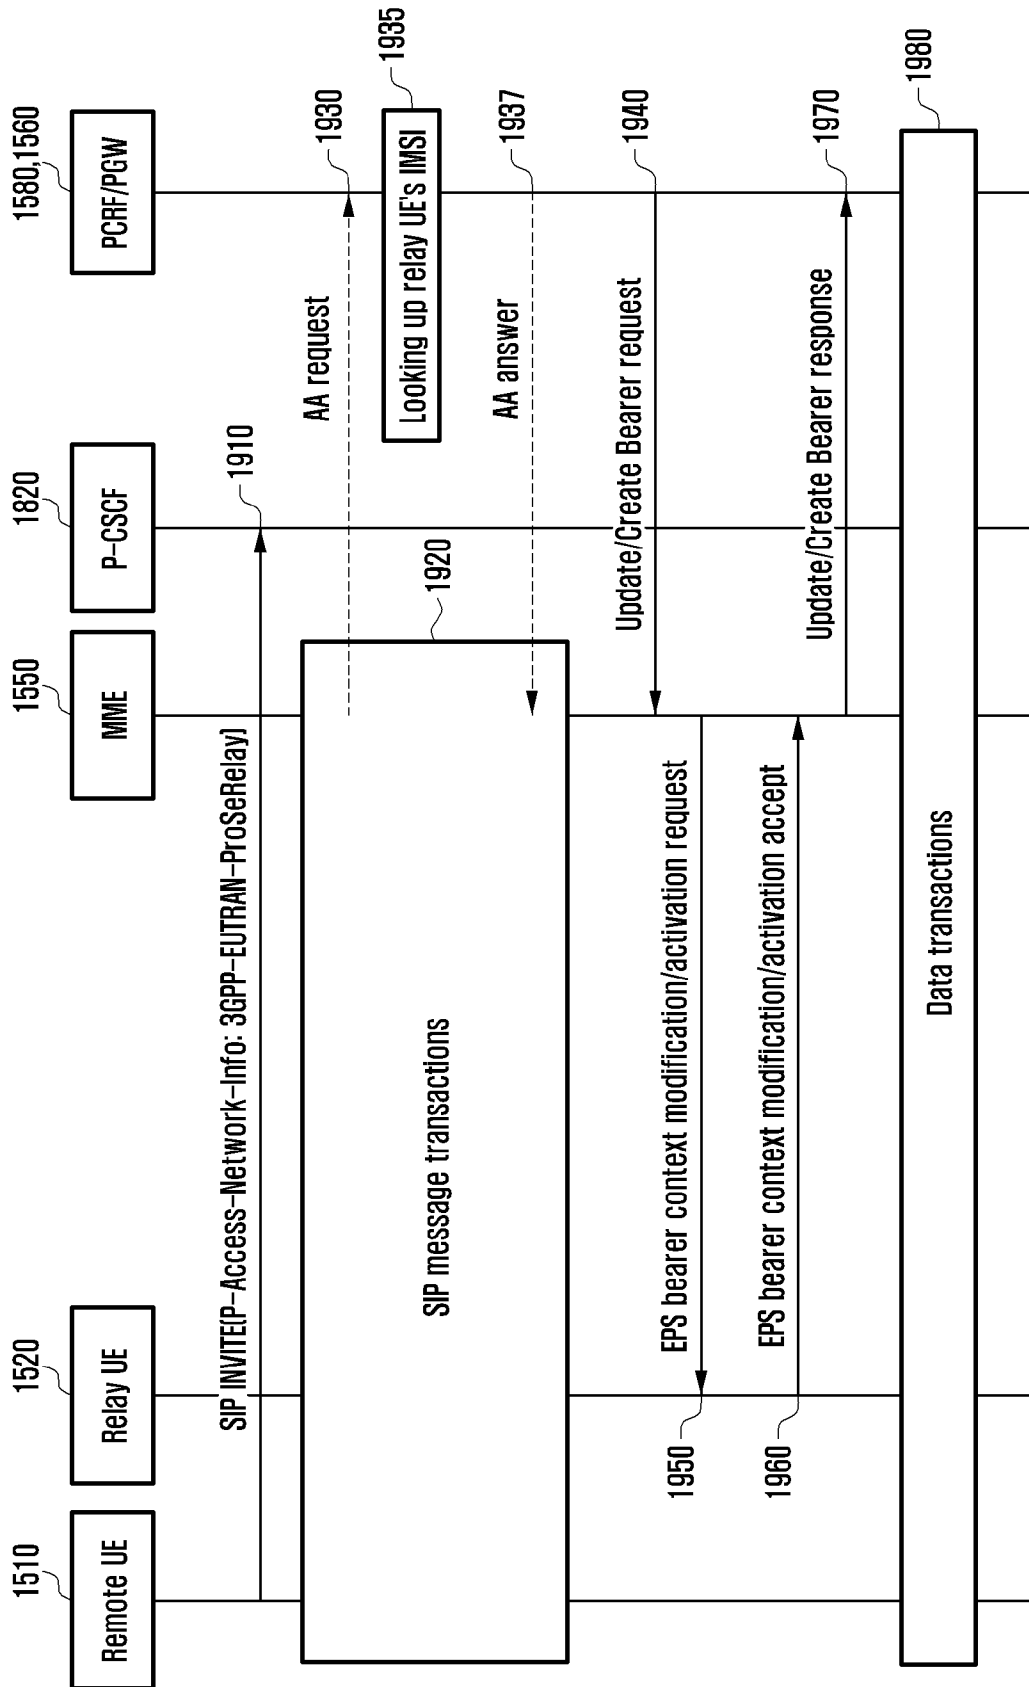 1510
1520
1550
1820
1580,1560
Remote UE
Relay UE
MME
P-CSCF
PCRF/PGW
SIP INVITE(P-Access-Network-Info: 3GPP-EUTRAN-ProSeRelay)
1910
AA request
1930
SIP message transactions
1920
Looking up relay UE's IMSI
1935
AA answer
1937
Update/Create Bearer request
1940
EPS bearer context modification/activation request
1950
EPS bearer context modification/activation accept
1960
Update/Create Bearer response
1970
Data transactions
1980